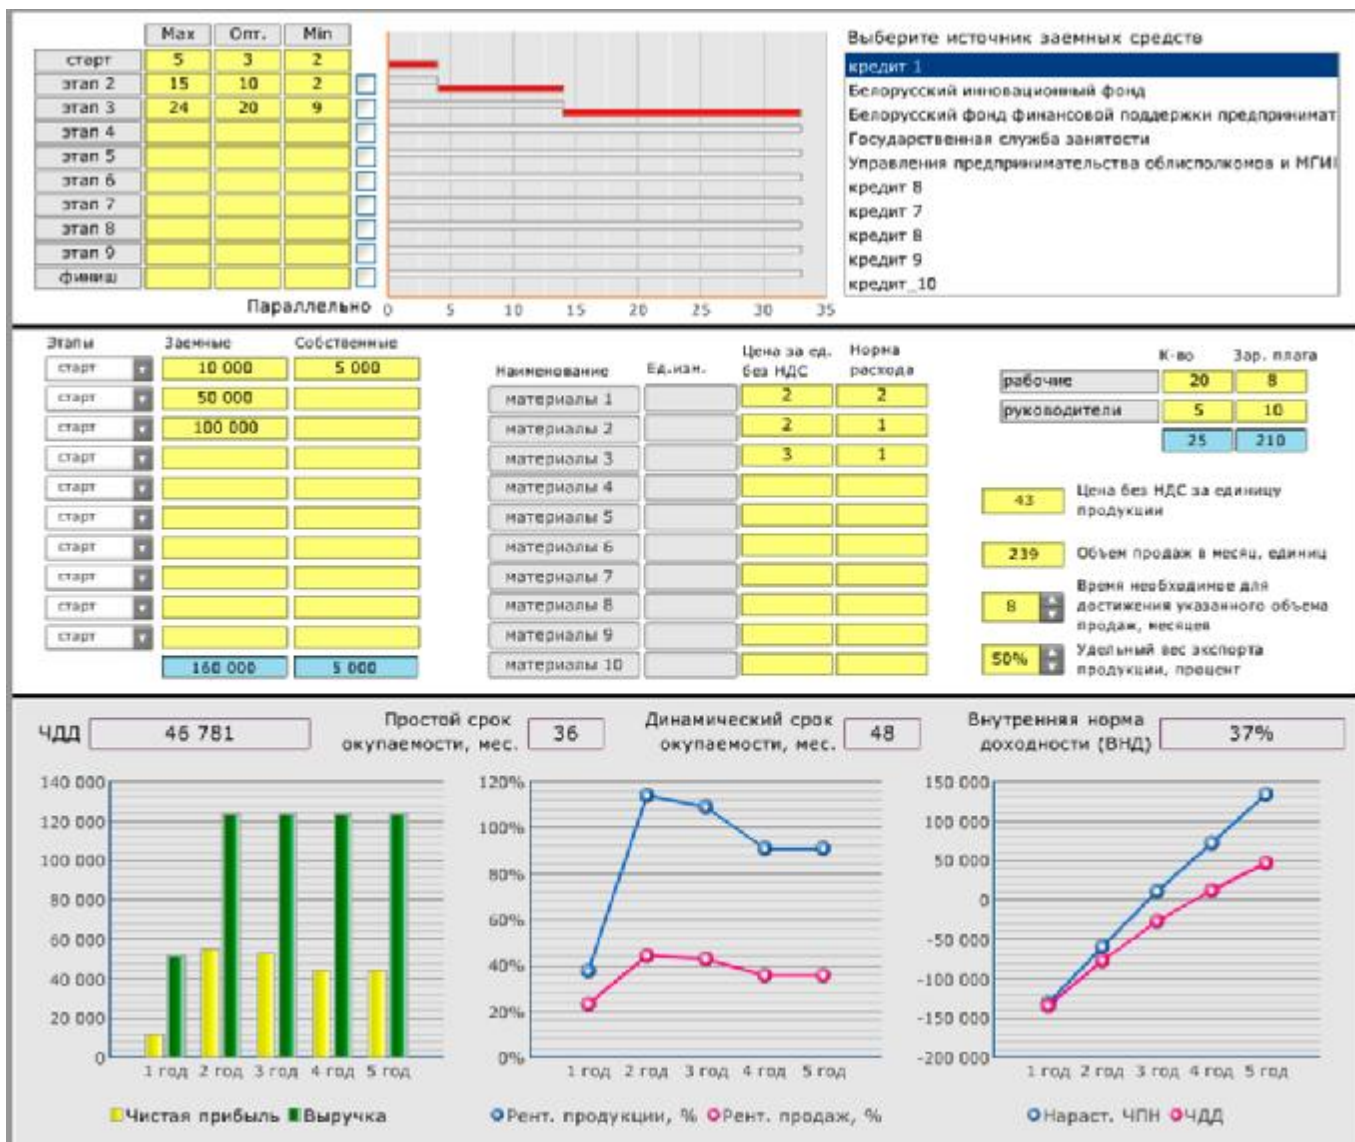 Max Опт. Min
старт 5 3 2
этап 2 15 10 2
этап 3 24 20 9
этап 4
этап 5
этап 6
этап 7
этап 8
этап 9
финиш
Параллельно
0 5 10 15 20 25 30 35
Выберите источник заемных средств
кредит 1
Белорусский инновационный фонд
Белорусский фонд финансовой поддержки предпринимат
Государственная служба занятости
Управления предпринимательства облисполкомов и МГИ
кредит 8
кредит 7
кредит 8
кредит 9
кредит_10
Этапы Заемные Собственные
старт 10 000 5 000
старт 50 000
старт 100 000
старт
старт
старт
старт
старт
старт
старт
160 000 5 000
Наименование Ед.изм. Цена за ед. без НДС Норма расхода
материалы 1 2 2
материалы 2 2 1
материалы 3 3 1
материалы 4
материалы 5
материалы 6
материалы 7
материалы 8
материалы 9
материалы 10
К-во Зар. плата
рабочие 20 8
руководители 5 10
25 210
43 Цена без НДС за единицу
продукции
239 Объем продаж в месяц, единиц
Время необходимое для
8 достижения указанного объема
продаж, месяцев
50% Удельный вес экспорта
продукции, процент
ЧДД 46 781
Простой срок
окупаемости, мес. 36
Динамический срок
окупаемости, мес. 48
Внутренняя норма
доходности (ВНД) 37%
140 000
120 000
100 000
80 000
60 000
40 000
20 000
0
1 год 2 год 3 год 4 год 5 год
Чистая прибыль Выручка
120%
100%
80%
60%
40%
20%
0%
1 год 2 год 3 год 4 год 5 год
Рент. продукции, % Рент. продаж, %
150 000
100 000
50 000
0
-50 000
-100 000
-150 000
-200 000
1 год 2 год 3 год 4 год 5 год
Нараст. ЧПН ЧДД